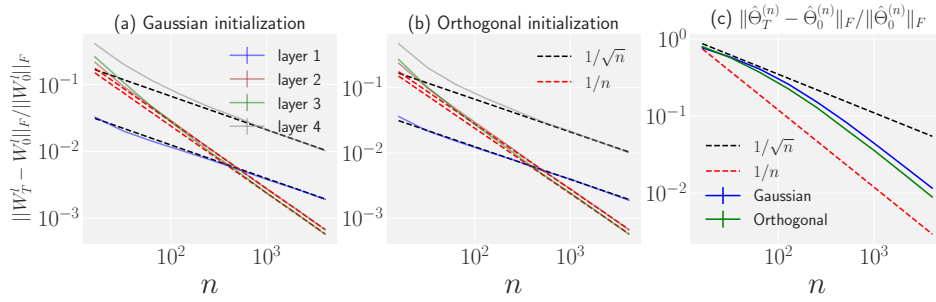 (a) Gaussian initialization
||W_T^l − W_0^l||_F/||W_0^l||_F
10^{-1}
10^{-2}
10^{-3}
layer 1
layer 2
layer 3
layer 4
10^2
10^3
n
(b) Orthogonal initialization
10^{-1}
10^{-2}
10^{-3}
1/√n
1/n
10^2
10^3
n
(c) ||Θ̂_T^{(n)} − Θ̂_0^{(n)}||_F/||Θ̂_0^{(n)}||_F
10^0
10^{-1}
10^{-2}
1/√n
1/n
Gaussian
Orthogonal
10^2
10^3
n